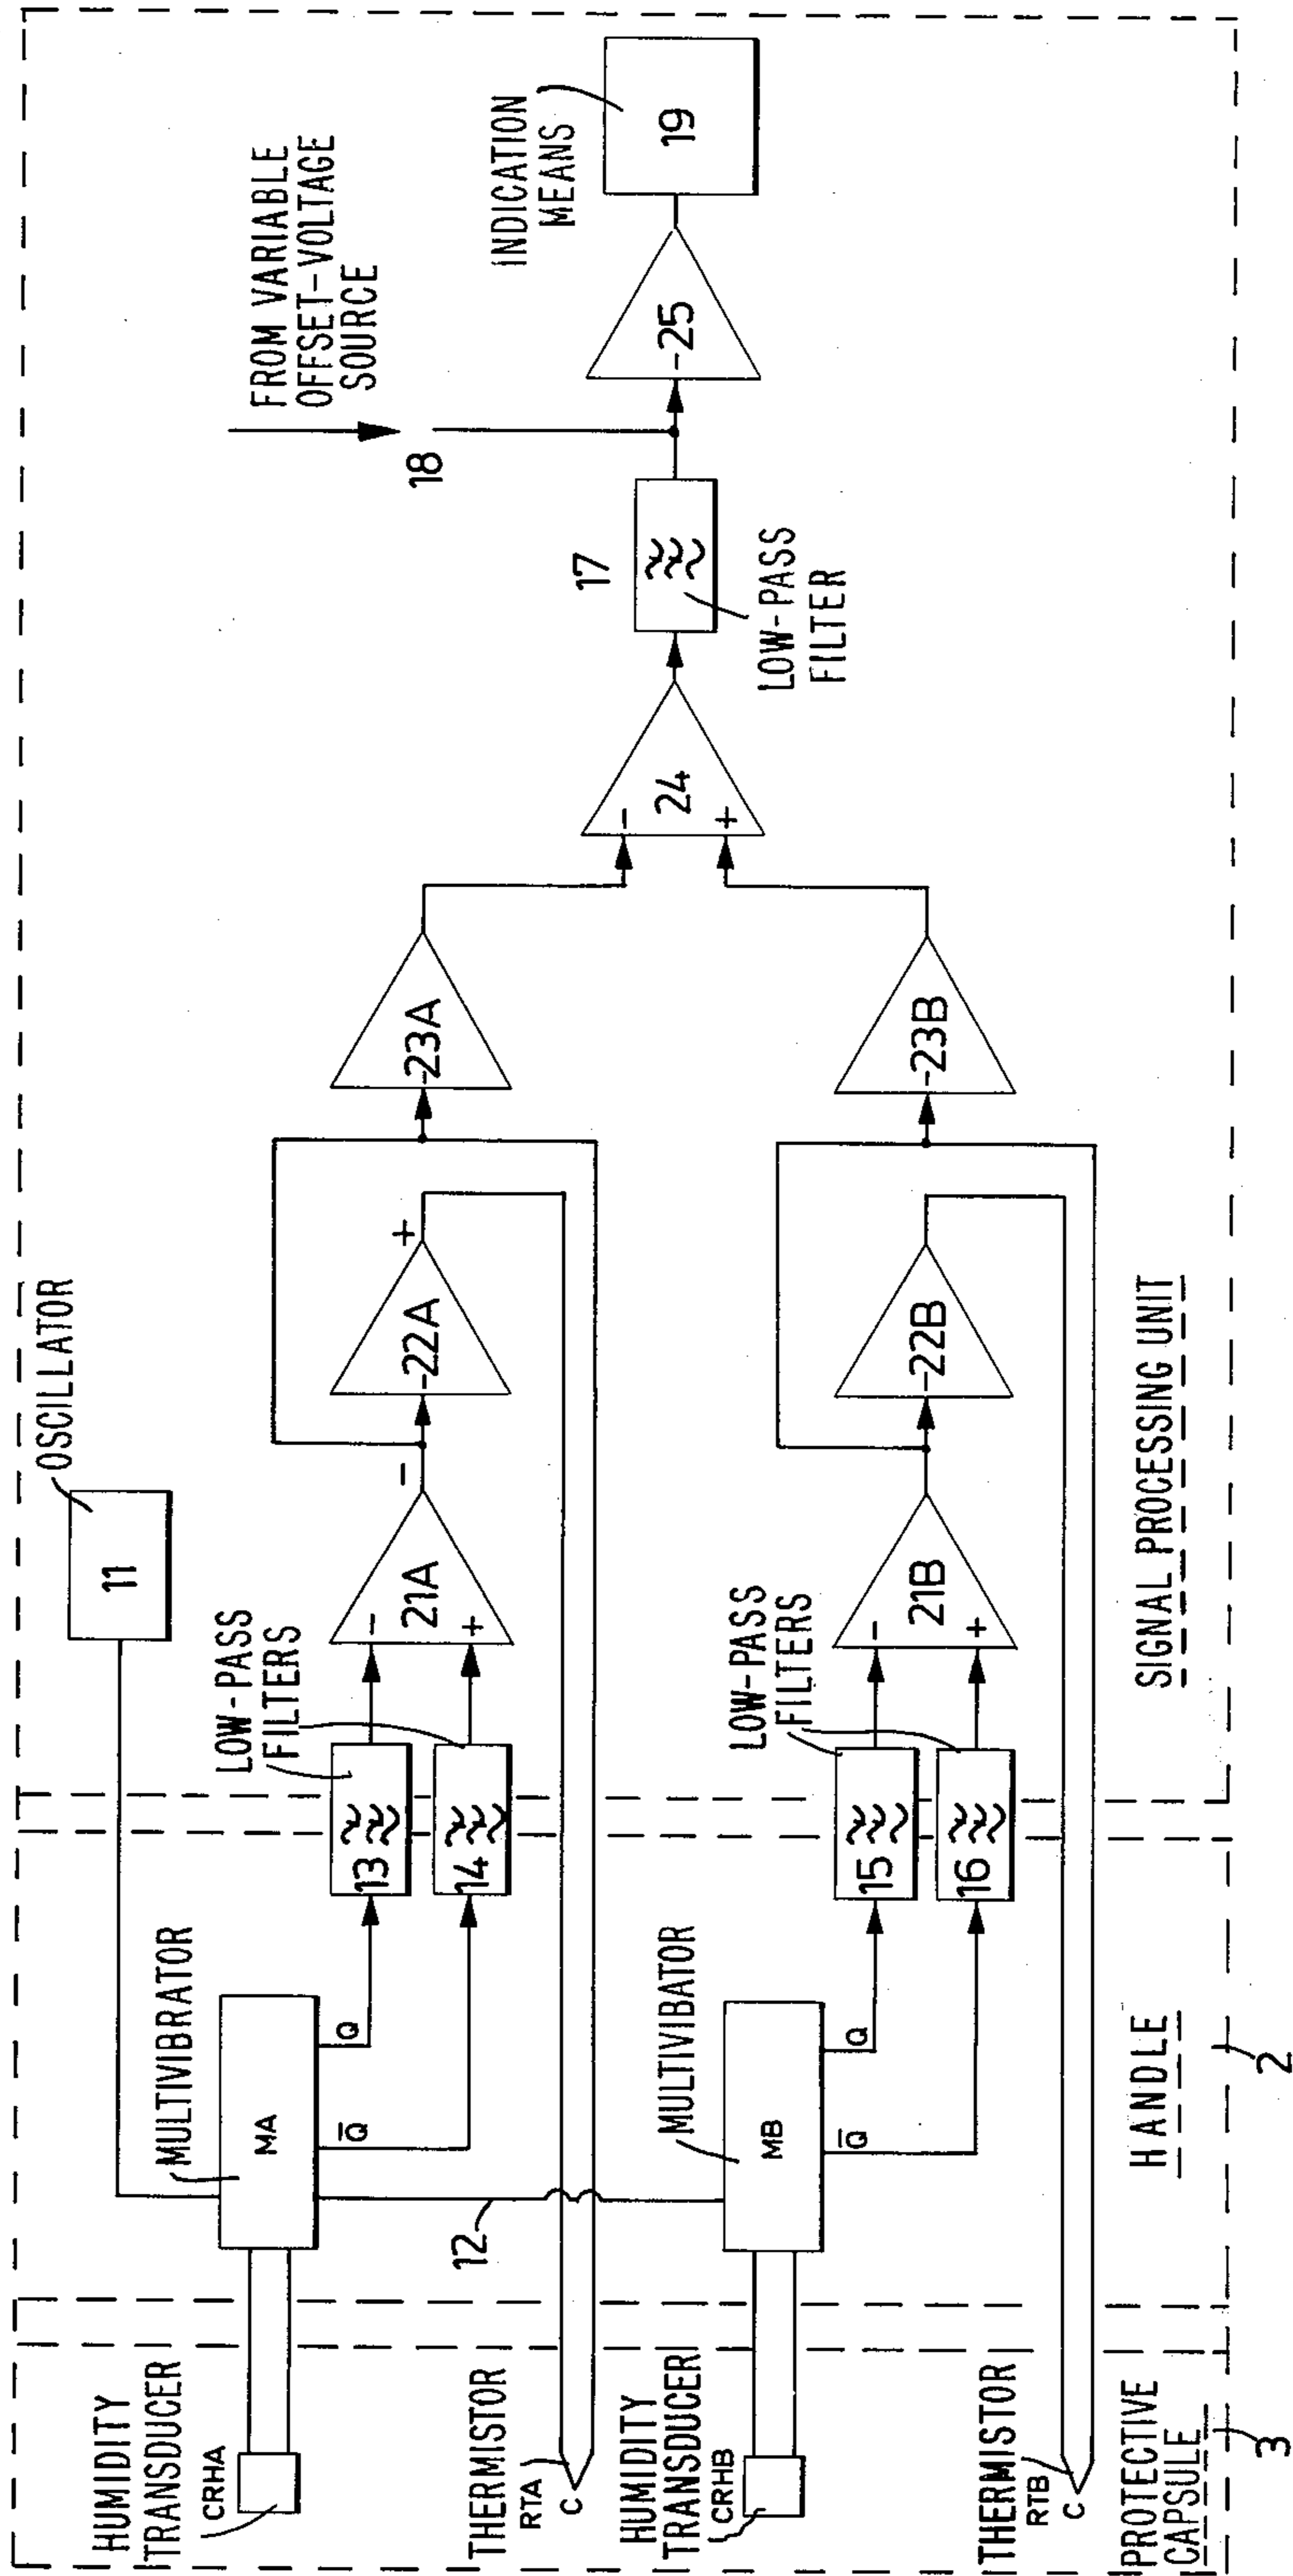 HUMIDITY
TRANSDUCER
CRHA
THERMISTOR
RTA
C
HUMIDITY
TRANSDUCER
CRHB
THERMISTOR
RTB
C
PROTECTIVE
CAPSULE
3
MULTIVIBRATOR
MA
Q
Q̅
12
MULTIVIBATOR
MB
Q
Q̅
HANDLE
2
OSCILLATOR
11
LOW-PASS
FILTERS
13
14
LOW-PASS
FILTERS
15
16
-
21A
+
-
-22A
+
-23A
-
21B
+
-22B
-23B
SIGNAL PROCESSING UNIT
-
24
+
17
LOW-PASS
FILTER
18
FROM VARIABLE
OFFSET-VOLTAGE
SOURCE
-25
INDICATION
MEANS
19